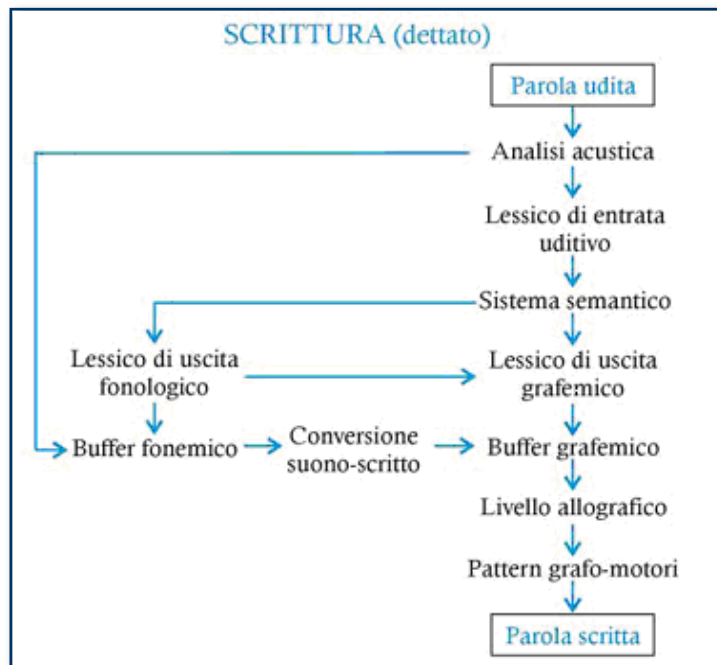 SCRITTURA (dettato)
Parola udita
Analisi acustica
Lessico di entrata
uditivo
Sistema semantico
Lessico di uscita
fonologico
Lessico di uscita
grafemico
Buffer fonemico
Conversione
suono-scritto
Buffer grafemico
Livello allografico
Pattern grafo-motori
Parola scritta